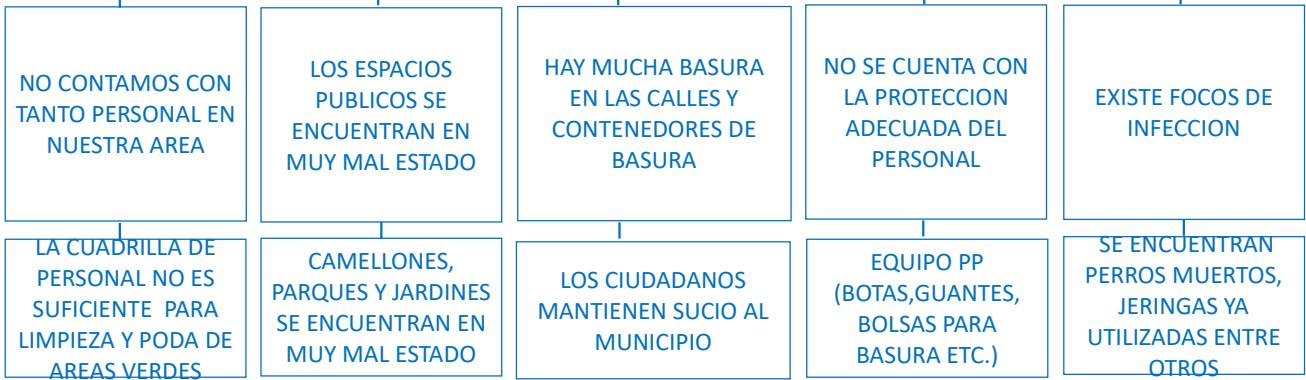 NO CONTAMOS CON
TANTO PERSONAL EN
NUESTRA AREA
LOS ESPACIOS
PUBLICOS SE
ENCUENTRAN EN
MUY MAL ESTADO
HAY MUCHA BASURA
EN LAS CALLES Y
CONTENEDORES DE
BASURA
NO SE CUENTA CON
LA PROTECCION
ADECUADA DEL
PERSONAL
EXISTE FOCOS DE
INFECCION
LA CUADRILLA DE
PERSONAL NO ES
SUFICIENTE PARA
LIMPIEZA Y PODA DE
AREAS VERDES
CAMELLONES,
PARQUES Y JARDINES
SE ENCUENTRAN EN
MUY MAL ESTADO
LOS CIUDADANOS
MANTIENEN SUCIO AL
MUNICIPIO
EQUIPO PP
(BOTAS,GUANTES,
BOLSAS PARA
BASURA ETC.)
SE ENCUENTRAN
PERROS MUERTOS,
JERINGAS YA
UTILIZADAS ENTRE
OTROS